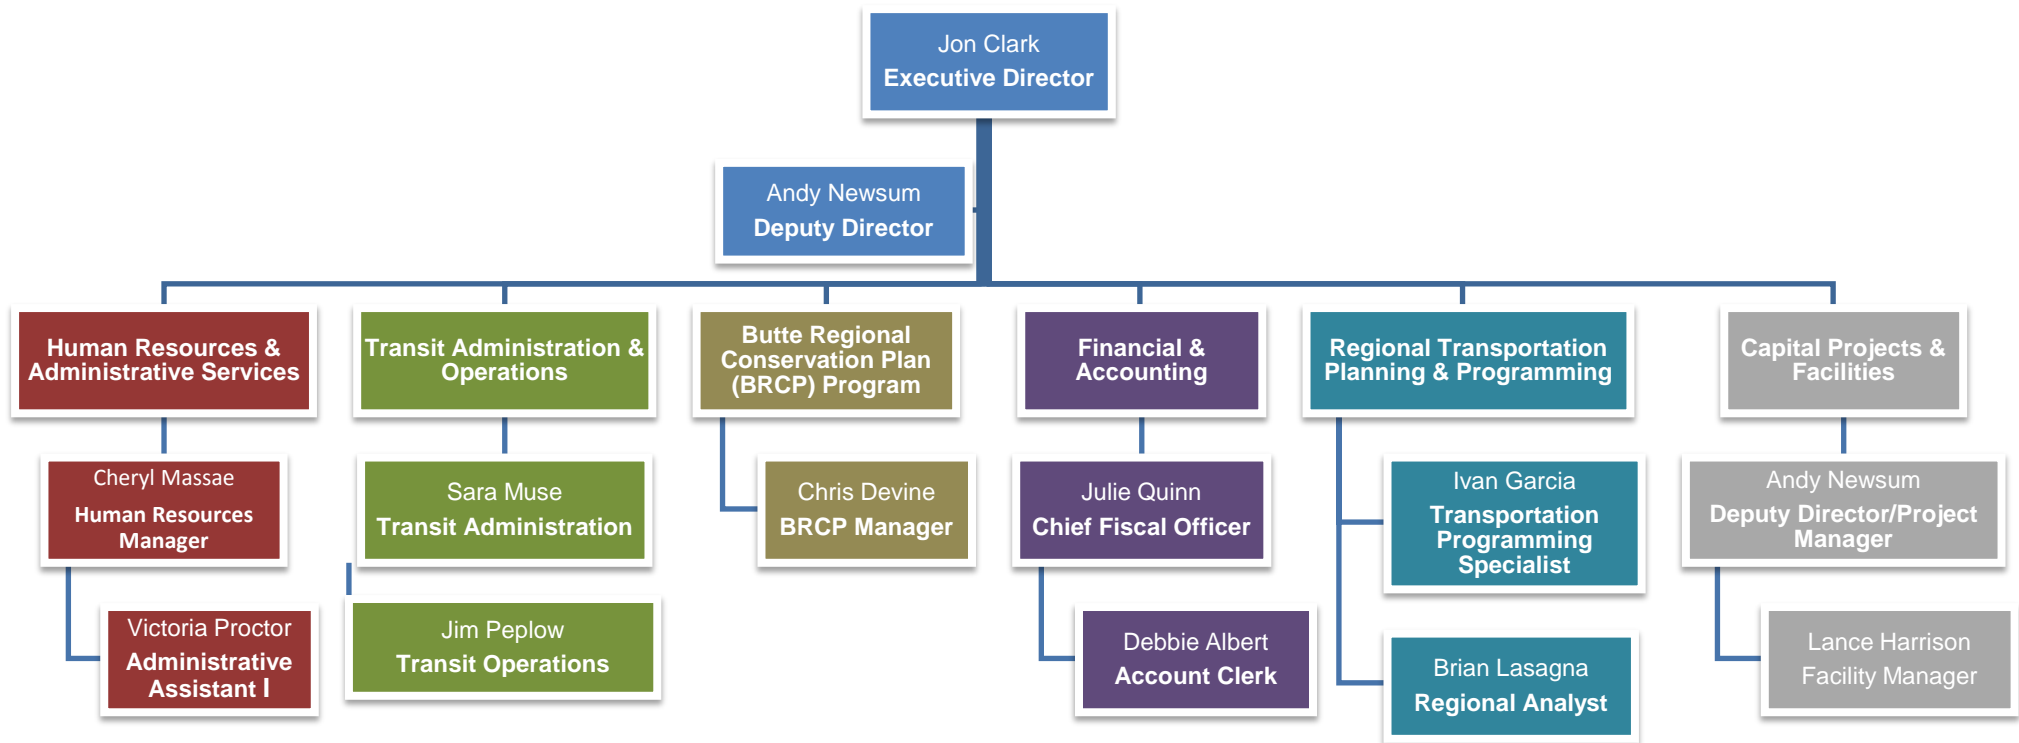 Jon Clark
Executive Director
Andy Newsum
Deputy Director
Human Resources &
Administrative Services
Transit Administration &
Operations
Butte Regional
Conservation Plan
(BRCP) Program
Financial &
Accounting
Regional Transportation
Planning & Programming
Capital Projects &
Facilities
Cheryl Massae
Human Resources
Manager
Sara Muse
Transit Administration
Chris Devine
BRCP Manager
Julie Quinn
Chief Fiscal Officer
Ivan Garcia
Transportation
Programming
Specialist
Andy Newsum
Deputy Director/Project
Manager
Victoria Proctor
Administrative
Assistant I
Jim Peplow
Transit Operations
Debbie Albert
Account Clerk
Brian Lasagna
Regional Analyst
Lance Harrison
Facility Manager